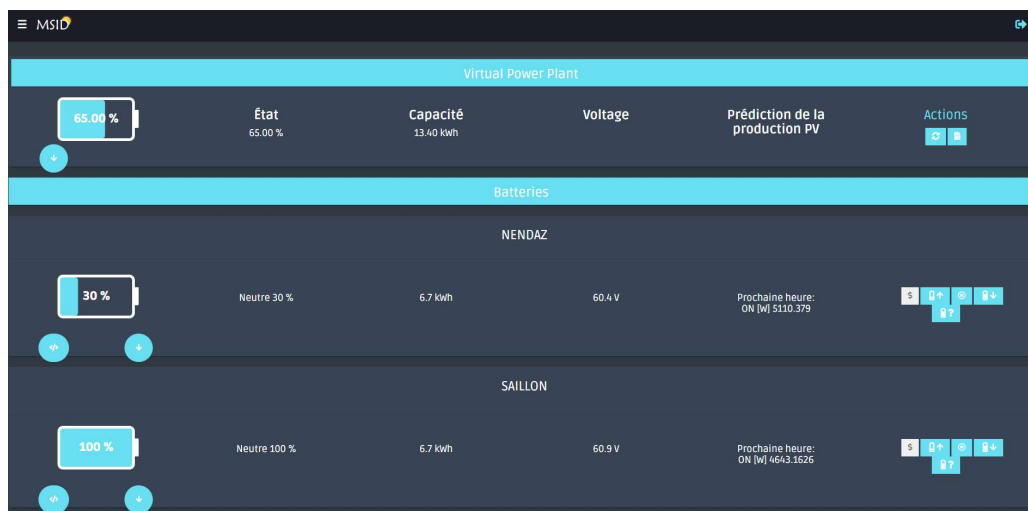 MSID
Virtual Power Plant
65.00 %
État
65.00 %
Capacité
13.40 kWh
Voltage
Prédiction de la
production PV
Actions
Batteries
NENDAZ
30 %
Neutre 30 %
6.7 kWh
60.4 V
Prochaine heure:
ON [W] 5110.379
$
?
SAILLON
100 %
Neutre 100 %
6.7 kWh
60.9 V
Prochaine heure:
ON [W] 4643.1626
$
?